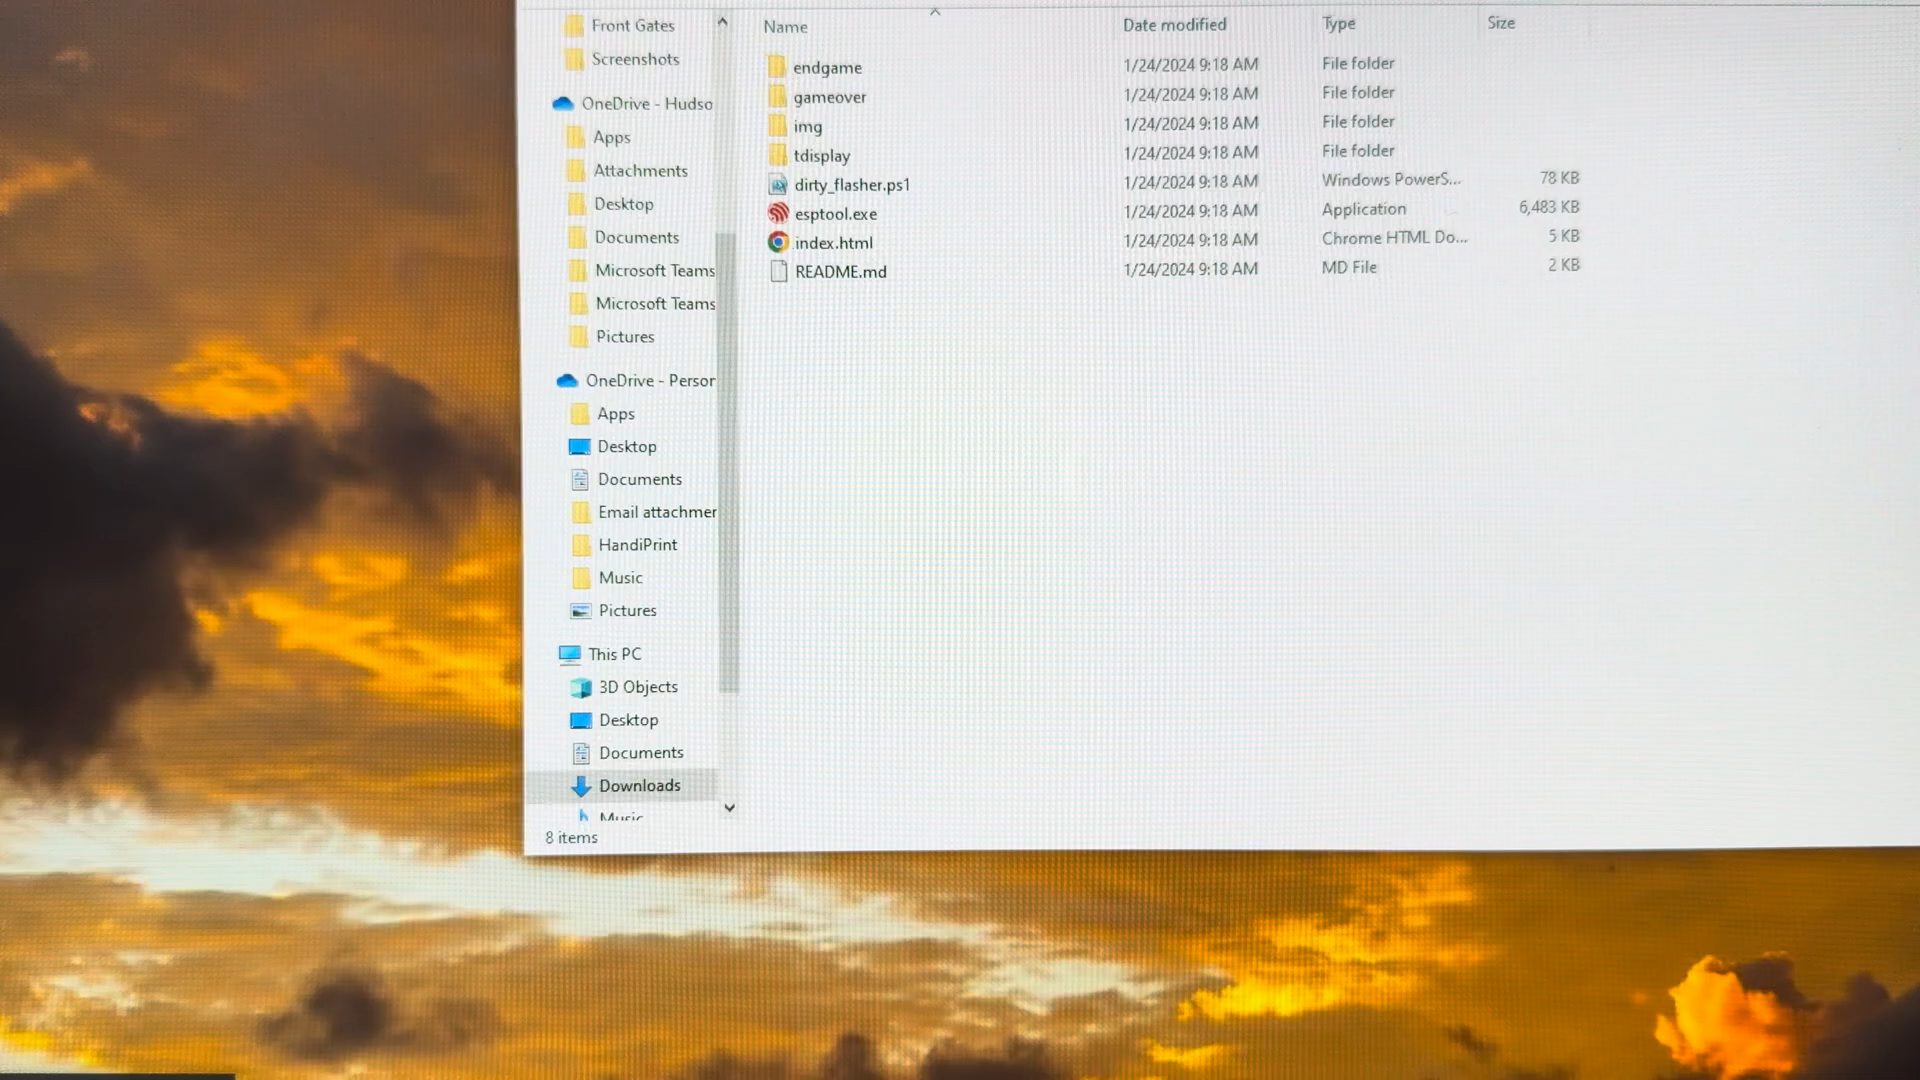 Name Date modified Type Size
endgame 1/24/2024 9:18 AM File folder
gameover 1/24/2024 9:18 AM File folder
img 1/24/2024 9:18 AM File folder
tdisplay 1/24/2024 9:18 AM File folder
dirty_flasher.ps1 1/24/2024 9:18 AM Windows PowerS... 78 KB
esptool.exe 1/24/2024 9:18 AM Application 6,483 KB
index.html 1/24/2024 9:18 AM Chrome HTML Do... 5 KB
README.md 1/24/2024 9:18 AM MD File 2 KB
Front Gates
Screenshots
OneDrive - Hudso
Apps
Attachments
Desktop
Documents
Microsoft Teams
Microsoft Teams
Pictures
OneDrive - Person
Apps
Desktop
Documents
Email attachmen
HandiPrint
Music
Pictures
This PC
3D Objects
Desktop
Documents
Downloads
Music
8 items